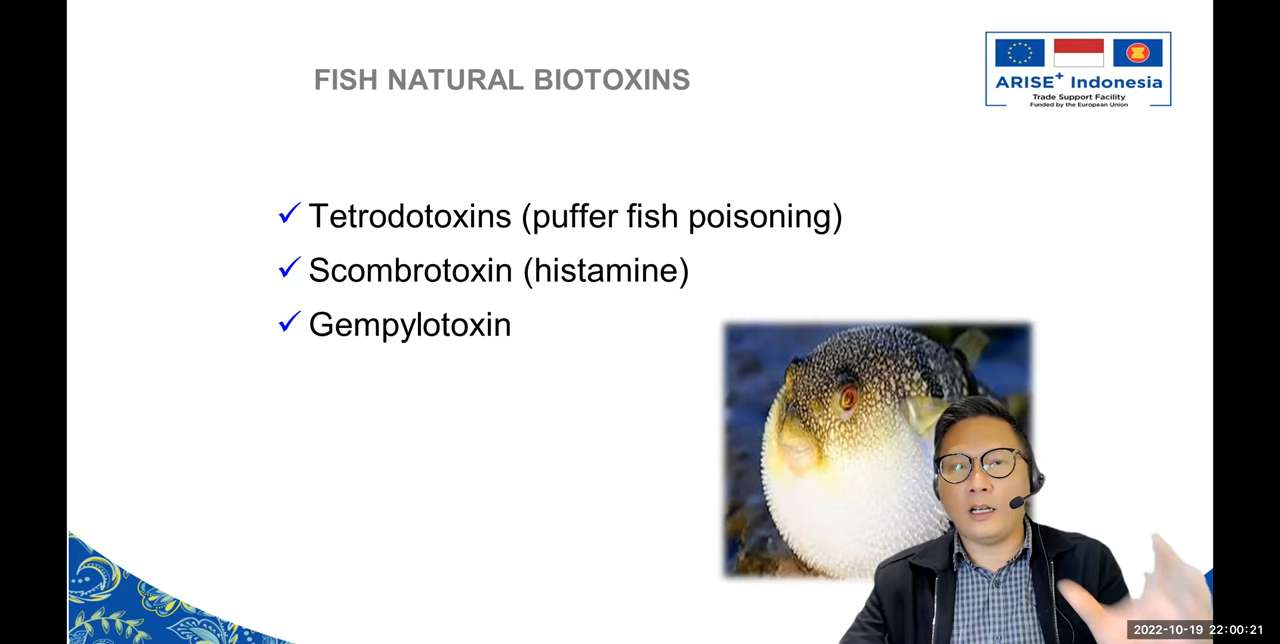 FISH NATURAL BIOTOXINS
ARISE+ Indonesia
Trade Support Facility
Funded by the European Union
Tetrodotoxins (puffer fish poisoning)
Scombrotoxin (histamine)
Gempylotoxin
2022-10-19 22:00:21